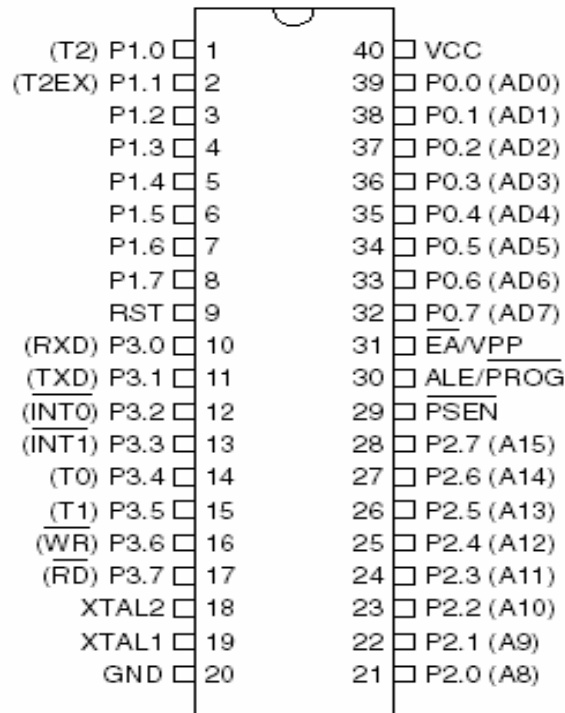 (T2) P1.0 1 40 VCC
(T2EX) P1.1 2 39 P0.0 (AD0)
P1.2 3 38 P0.1 (AD1)
P1.3 4 37 P0.2 (AD2)
P1.4 5 36 P0.3 (AD3)
P1.5 6 35 P0.4 (AD4)
P1.6 7 34 P0.5 (AD5)
P1.7 8 33 P0.6 (AD6)
RST 9 32 P0.7 (AD7)
(RXD) P3.0 10 31 E̅A̅/VPP
(TXD) P3.1 11 30 ALE/P̅R̅O̅G̅
(I̅N̅T̅0̅) P3.2 12 29 P̅S̅E̅N̅
(I̅N̅T̅1̅) P3.3 13 28 P2.7 (A15)
(T0) P3.4 14 27 P2.6 (A14)
(T1) P3.5 15 26 P2.5 (A13)
(W̅R̅) P3.6 16 25 P2.4 (A12)
(R̅D̅) P3.7 17 24 P2.3 (A11)
XTAL2 18 23 P2.2 (A10)
XTAL1 19 22 P2.1 (A9)
GND 20 21 P2.0 (A8)